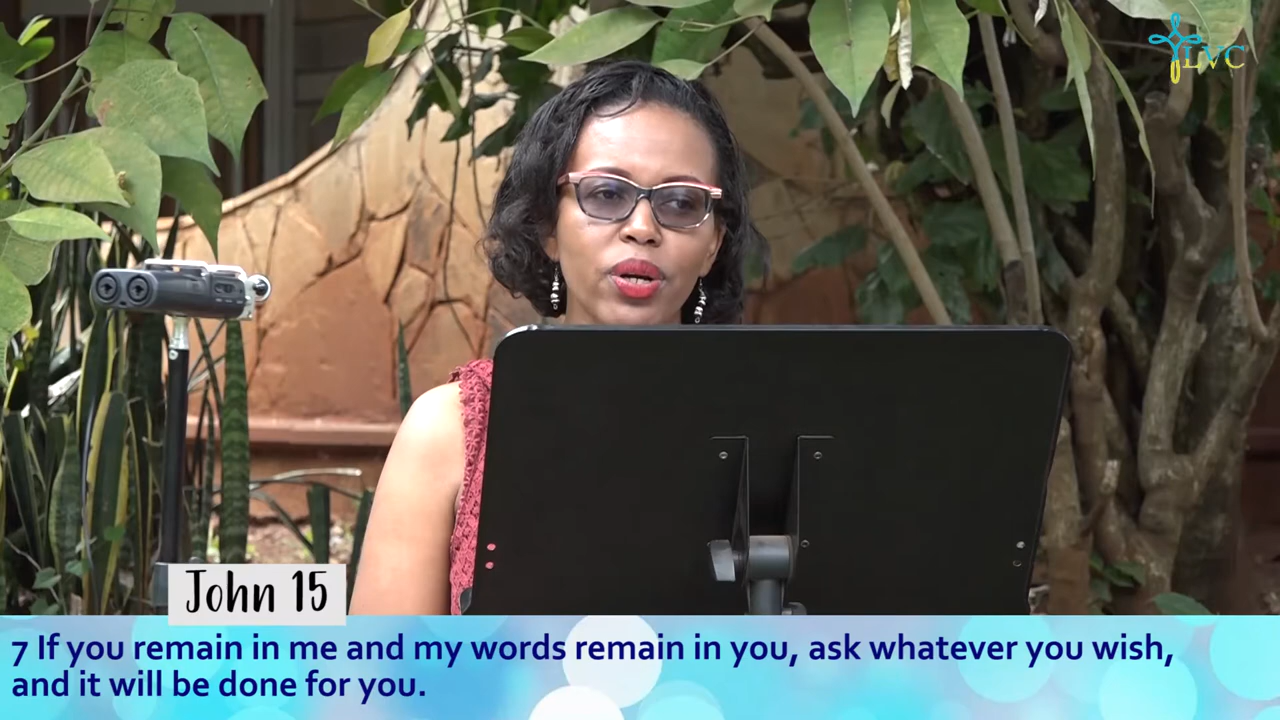 LVC
John 15
7 If you remain in me and my words remain in you, ask whatever you wish,
and it will be done for you.